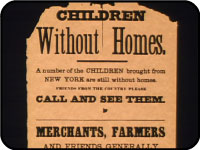 CHILDREN
Without Homes.
A number of the CHILDREN brought from
NEW YORK are still without homes.
FRIENDS FROM THE COUNTRY PLEASE
CALL AND SEE THEM.
MERCHANTS, FARMERS
AND FRIENDS GENERALLY